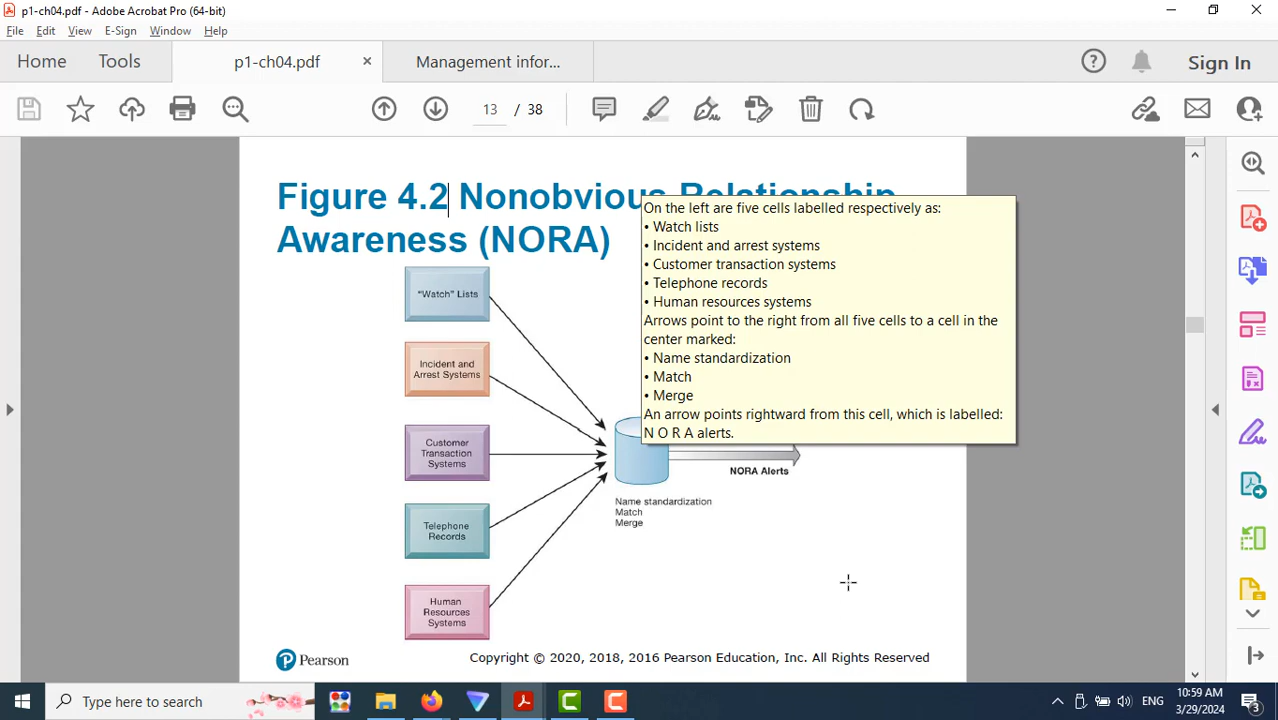 p1-ch04.pdf - Adobe Acrobat Pro (64-bit)
File Edit View E-Sign Window Help
Home Tools p1-ch04.pdf × Management infor... Sign In
13 / 38
Figure 4.2 Nonobvious Relationship
Awareness (NORA)
On the left are five cells labelled respectively as:
• Watch lists
• Incident and arrest systems
• Customer transaction systems
• Telephone records
• Human resources systems
Arrows point to the right from all five cells to a cell in the
center marked:
• Name standardization
• Match
• Merge
An arrow points rightward from this cell, which is labelled:
N O R A alerts.
"Watch" Lists
Incident and
Arrest Systems
Customer
Transaction
Systems
Telephone
Records
Human
Resources
Systems
NORA Alerts
Name standardization
Match
Merge
Pearson
Copyright © 2020, 2018, 2016 Pearson Education, Inc. All Rights Reserved
Type here to search
ENG
10:59 AM
3/29/2024
3